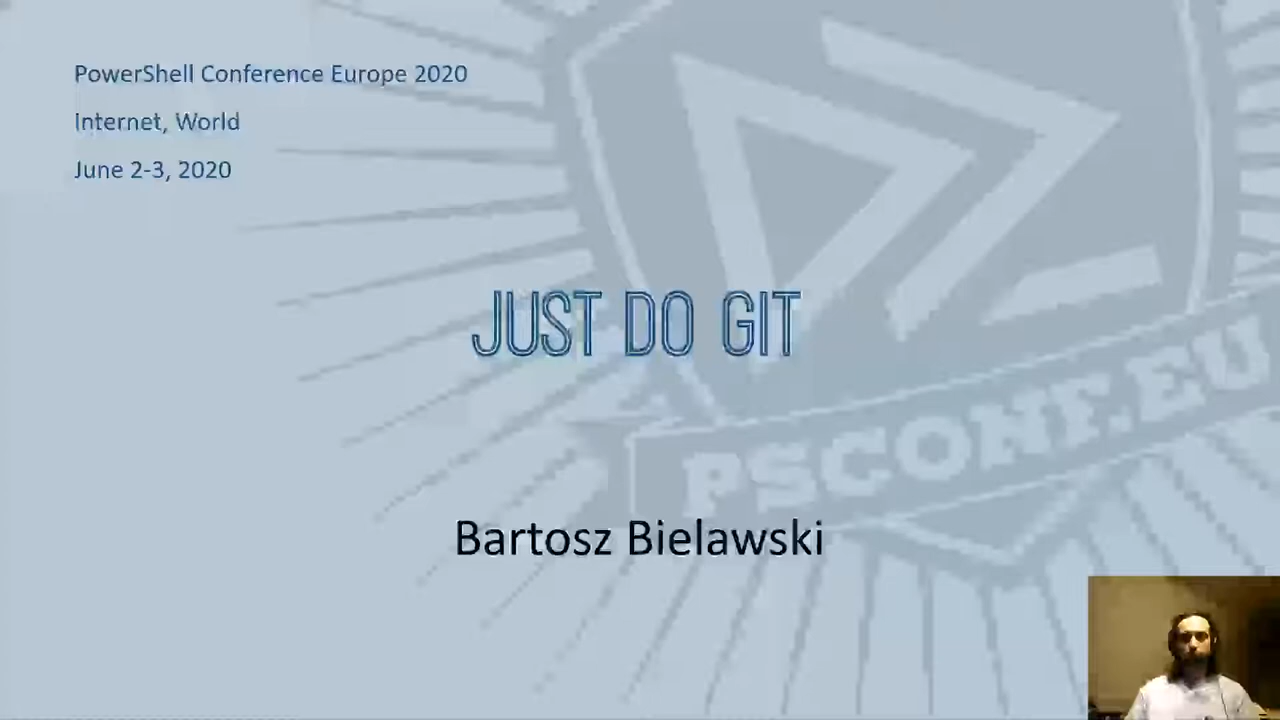 PowerShell Conference Europe 2020
Internet, World
June 2-3, 2020
JUST DO GIT
PSCONF.EU
Bartosz Bielawski